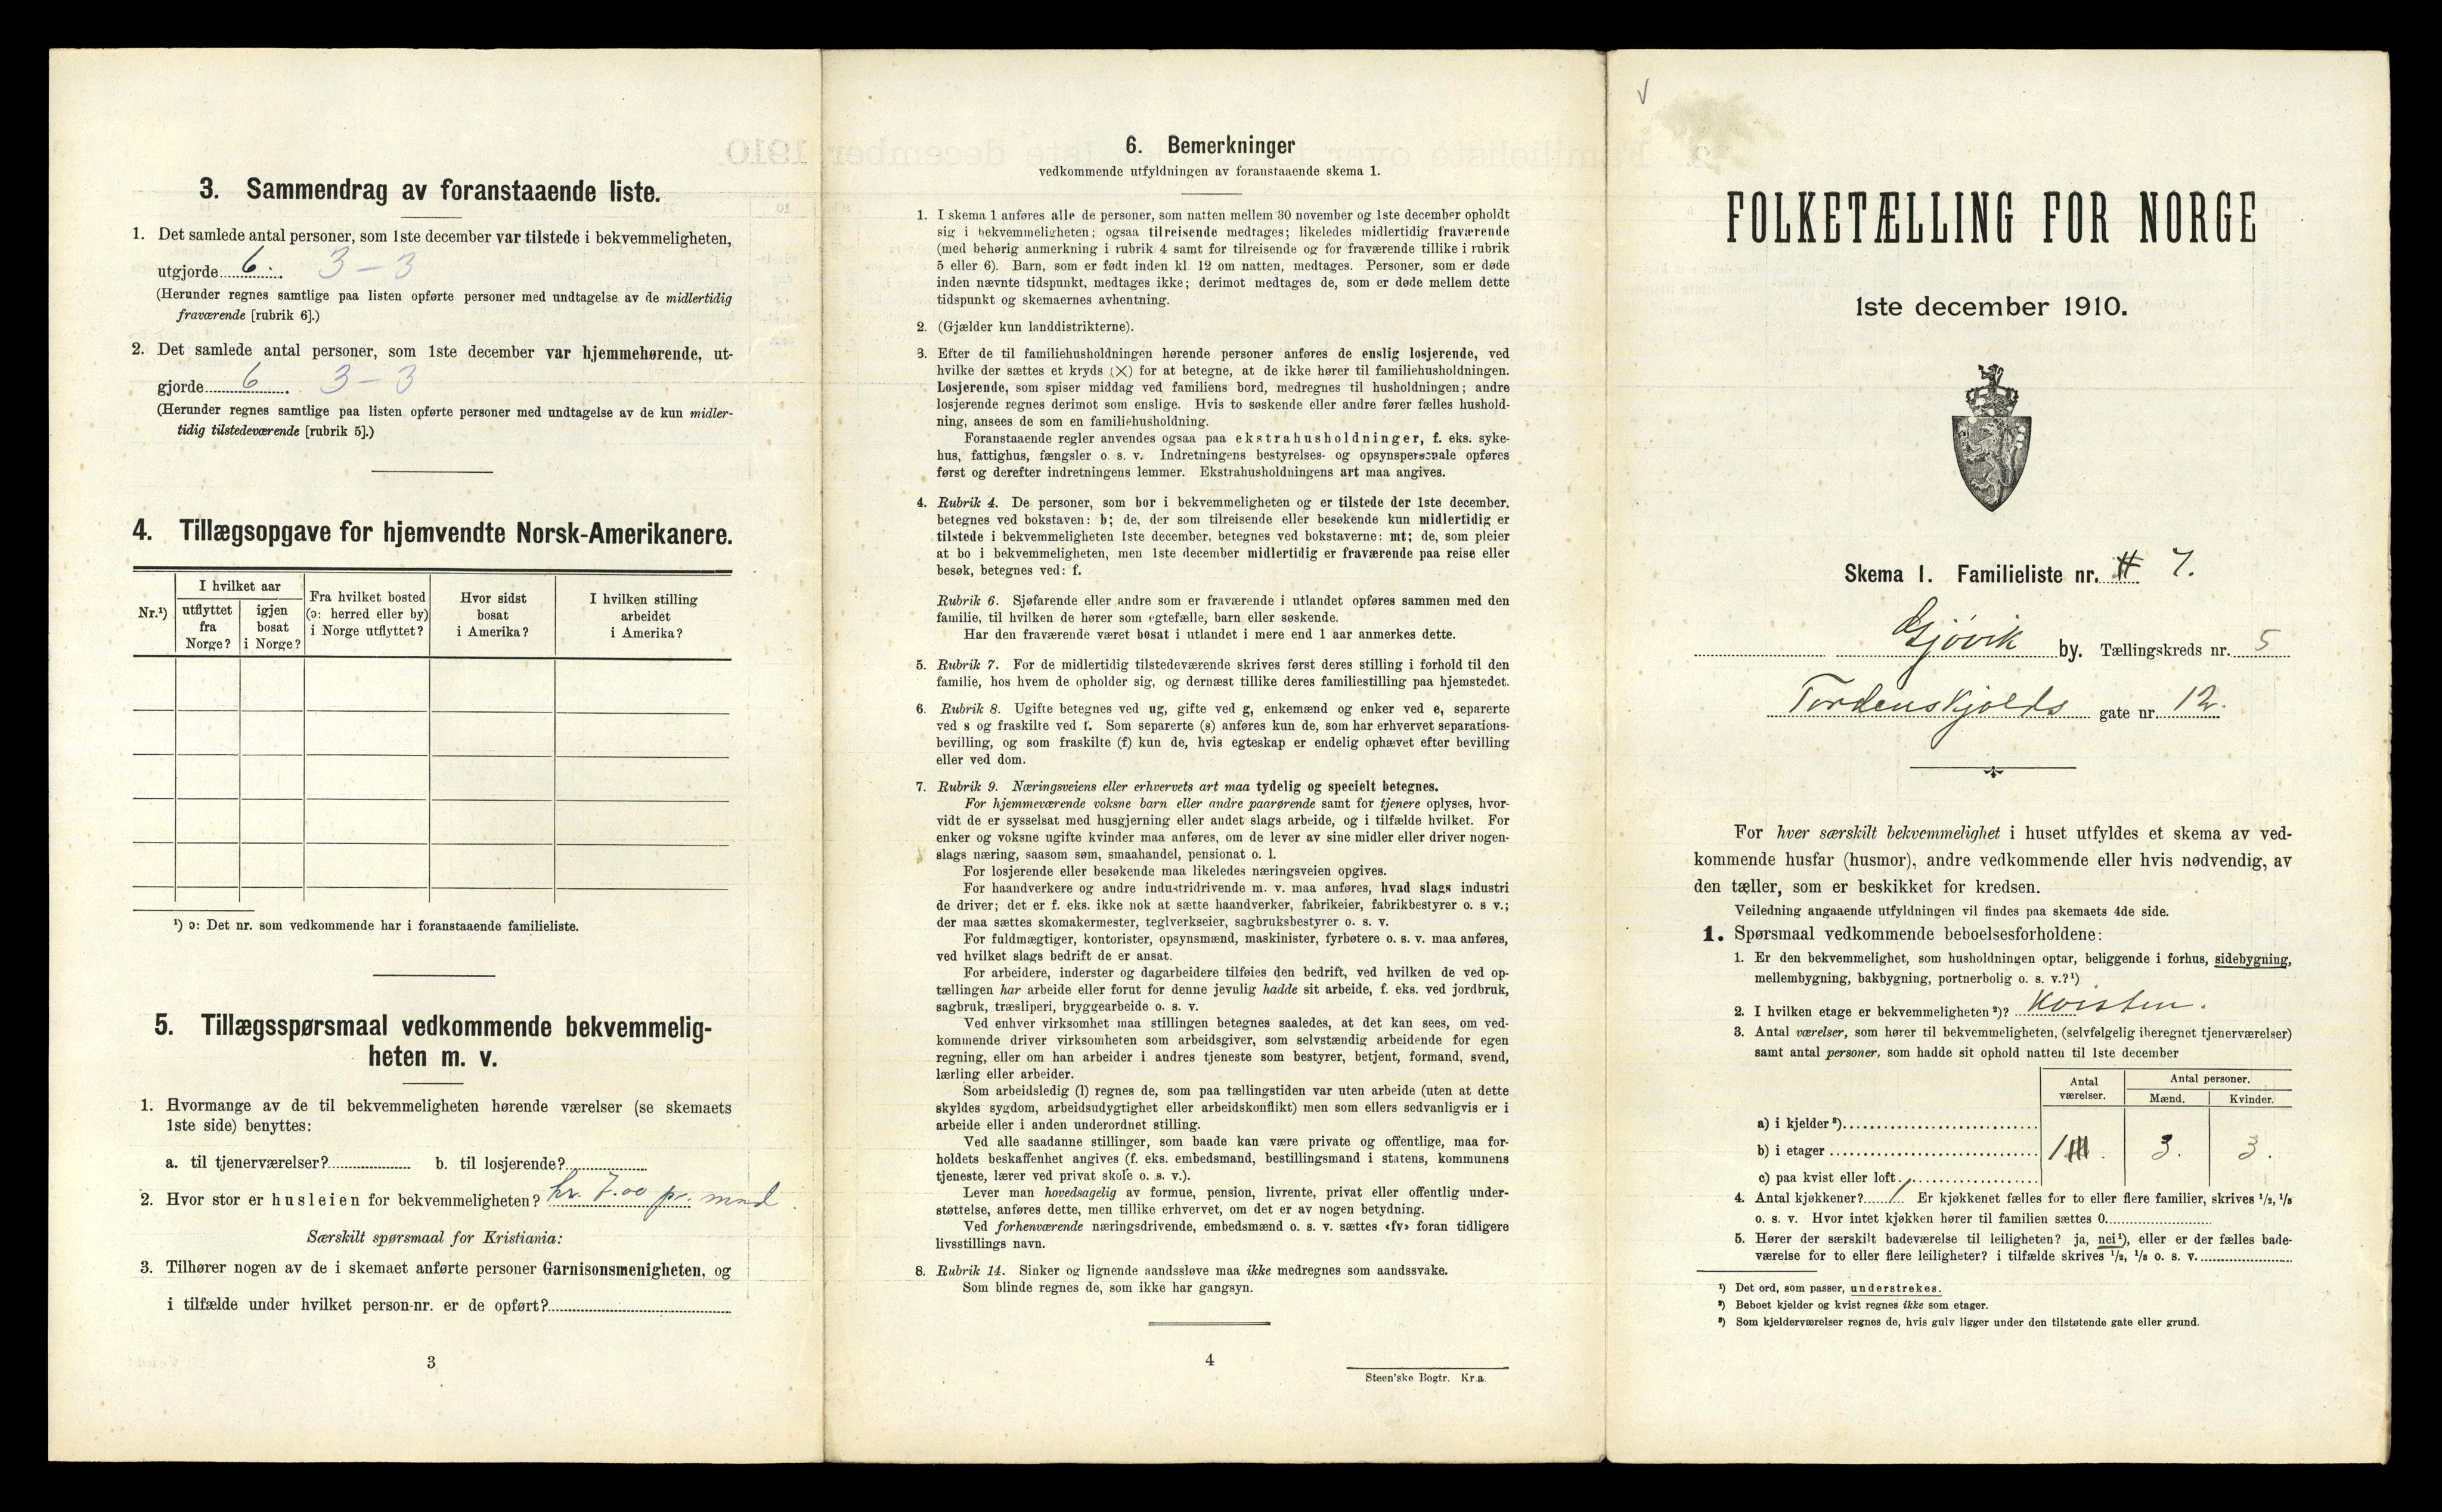 3. Sammendrag av foranstaaende liste.
1. Det samlede antal personer, som 1ste december var tilstede i bekvemmeligheten,
utgjorde 6. 3 – 3
(Herunder regnes samtlige paa listen opførte personer med undtagelse av de midlertidig
fraværende [rubrik 6].)
2. Det samlede antal personer, som 1ste december var hjemmehørende, ut-
gjorde 6 3 – 3
(Herunder regnes samtlige paa listen opførte personer med undtagelse av de kun midler-
tidig tilstedeværende [rubrik 5].)
4. Tillægsopgave for hjemvendte Norsk-Amerikanere.
Nr.¹)
I hvilket aar
utflyttet fra Norge?
igjen bosat i Norge?
Fra hvilket bosted (ɔ: herred eller by) i Norge utflyttet?
Hvor sidst bosat i Amerika?
I hvilken stilling arbeidet i Amerika?
¹) ɔ: Det nr. som vedkommende har i foranstaaende familieliste.
5. Tillægsspørsmaal vedkommende bekvemmelig-
heten m. v.
1. Hvormange av de til bekvemmeligheten hørende værelser (se skemaets
1ste side) benyttes:
a. til tjenerværelser? b. til losjerende?
2. Hvor stor er husleien for bekvemmeligheten? kr. 7.00 pr. mnd.
Særskilt spørsmaal for Kristiania:
3. Tilhører nogen av de i skemaet anførte personer Garnisonsmenigheten, og
i tilfælde under hvilket person-nr. er de opført?
3
6. Bemerkninger
vedkommende utfyldningen av foranstaaende skema 1.
1. I skema 1 anføres alle de personer, som natten mellem 30 november og 1ste december opholdt
sig i bekvemmeligheten; ogsaa tilreisende medtages; likeledes midlertidig fraværende
(med behørig anmerkning i rubrik 4 samt for tilreisende og for fraværende tillike i rubrik
5 eller 6). Barn, som er født inden kl. 12 om natten, medtages. Personer, som er døde
inden nævnte tidspunkt, medtages ikke; derimot medtages de, som er døde mellem dette
tidspunkt og skemaernes avhentning.
2. (Gjælder kun landdistrikterne).
3. Efter de til familiehusholdningen hørende personer anføres de enslig losjerende, ved
hvilke der sættes et kryds (×) for at betegne, at de ikke hører til familiehusholdningen.
Losjerende, som spiser middag ved familiens bord, medregnes til husholdningen; andre
losjerende regnes derimot som enslige. Hvis to søskende eller andre fører fælles hushold-
ning, ansees de som en familiehusholdning.
Foranstaaende regler anvendes ogsaa paa ekstrahusholdninger, f. eks. syke-
hus, fattighus, fængsler o. s. v. Indretningens bestyrelses- og opsynspersonale opføres
først og derefter indretningens lemmer. Ekstrahusholdningens art maa angives.
4. Rubrik 4. De personer, som bor i bekvemmeligheten og er tilstede der 1ste december,
betegnes ved bokstaven: b; de, der som tilreisende eller besøkende kun midlertidig er
tilstede i bekvemmeligheten 1ste december, betegnes ved bokstaverne: mt; de, som pleier
at bo i bekvemmeligheten, men 1ste december midlertidig er fraværende paa reise eller
besøk, betegnes ved: f.
Rubrik 6. Sjøfarende eller andre som er fraværende i utlandet opføres sammen med den
familie, til hvilken de hører som egtefælle, barn eller søskende.
Har den fraværende været bosat i utlandet i mere end 1 aar anmerkes dette.
5. Rubrik 7. For de midlertidig tilstedeværende skrives først deres stilling i forhold til den
familie, hos hvem de opholder sig, og dernæst tillike deres familiestilling paa hjemstedet.
6. Rubrik 8. Ugifte betegnes ved ug, gifte ved g, enkemænd og enker ved e, separerte
ved s og fraskilte ved f. Som separerte (s) anføres kun de, som har erhvervet separations-
bevilling, og som fraskilte (f) kun de, hvis egteskap er endelig ophævet efter bevilling
eller ved dom.
7. Rubrik 9. Næringsveiens eller erhvervets art maa tydelig og specielt betegnes.
For hjemmeværende voksne barn eller andre paarørende samt for tjenere oplyses, hvor-
vidt de er sysselsat med husgjerning eller andet slags arbeide, og i tilfælde hvilket. For
enker og voksne ugifte kvinder maa anføres, om de lever av sine midler eller driver nogen-
slags næring, saasom søm, smaahandel, pensionat o. l.
For losjerende eller besøkende maa likeledes næringsveien opgives.
For haandverkere og andre industridrivende m. v. maa anføres, hvad slags industri
de driver; det er f. eks. ikke nok at sætte haandverker, fabrikeier, fabrikbestyrer o. s v.;
der maa sættes skomakermester, teglverkseier, sagbruksbestyrer o. s. v.
For fuldmægtiger, kontorister, opsynsmænd, maskinister, fyrbøtere o. s. v. maa anføres,
ved hvilket slags bedrift de er ansat.
For arbeidere, inderster og dagarbeidere tilføies den bedrift, ved hvilken de ved op-
tællingen har arbeide eller forut for denne jevnlig hadde sit arbeide, f. eks. ved jordbruk,
sagbruk, træsliperi, bryggearbeide o. s. v.
Ved enhver virksomhet maa stillingen betegnes saaledes, at det kan sees, om ved-
kommende driver virksomheten som arbeidsgiver, som selvstændig arbeidende for egen
regning, eller om han arbeider i andres tjeneste som bestyrer, betjent, formand, svend,
lærling eller arbeider.
Som arbeidsledig (l) regnes de, som paa tællingstiden var uten arbeide (uten at dette
skyldes sygdom, arbeidsudygtighet eller arbeidskonflikt) men som ellers sedvanligvis er i
arbeide eller i anden underordnet stilling.
Ved alle saadanne stillinger, som baade kan være private og offentlige, maa for-
holdets beskaffenhet angives (f. eks. embedsmand, bestillingsmand i statens, kommunens
tjeneste, lærer ved privat skole o. s. v.).
Lever man hovedsagelig av formue, pension, livrente, privat eller offentlig under-
støttelse, anføres dette, men tillike erhvervet, om det er av nogen betydning.
Ved forhenværende næringsdrivende, embedsmænd o. s. v. sættes «fv» foran tidligere
livsstillings navn.
8. Rubrik 14. Sinker og lignende aandssløve maa ikke medregnes som aandssvake.
Som blinde regnes de, som ikke har gangsyn.
4
Steen'ske Bogtr. Kr.a.
FOLKETÆLLING FOR NORGE
1ste december 1910.
Skema 1. Familieliste nr. 7.
Gjøvik by. Tællingskreds nr. 5
Tordenskjolds gate nr. 12.
For hver særskilt bekvemmelighet i huset utfyldes et skema av ved-
kommende husfar (husmor), andre vedkommende eller hvis nødvendig, av
den tæller, som er beskikket for kredsen.
Veiledning angaaende utfyldningen vil findes paa skemaets 4de side.
1. Spørsmaal vedkommende beboelsesforholdene:
1. Er den bekvemmelighet, som husholdningen optar, beliggende i forhus, sidebygning,
mellembygning, bakbygning, portnerbolig o. s. v.?¹)
2. I hvilken etage er bekvemmeligheten²)? Kvisten.
3. Antal værelser, som hører til bekvemmeligheten, (selvfølgelig iberegnet tjenerværelser)
samt antal personer, som hadde sit ophold natten til 1ste december
Antal værelser.
Antal personer.
Mænd. Kvinder.
a) i kjelder³)
b) i etager 1 3. 3.
c) paa kvist eller loft
4. Antal kjøkkener? 1 Er kjøkkenet fælles for to eller flere familier, skrives ¹/₂, ¹/₃
o. s. v. Hvor intet kjøkken hører til familien sættes 0.
5. Hører der særskilt badeværelse til leiligheten? ja, nei¹), eller er der fælles bade-
værelse for to eller flere leiligheter? i tilfælde skrives ¹/₂, ¹/₃ o. s. v.
¹) Det ord, som passer, understrekes.
²) Beboet kjelder og kvist regnes ikke som etager.
³) Som kjelderværelser regnes de, hvis gulv ligger under den tilstøtende gate eller grund.